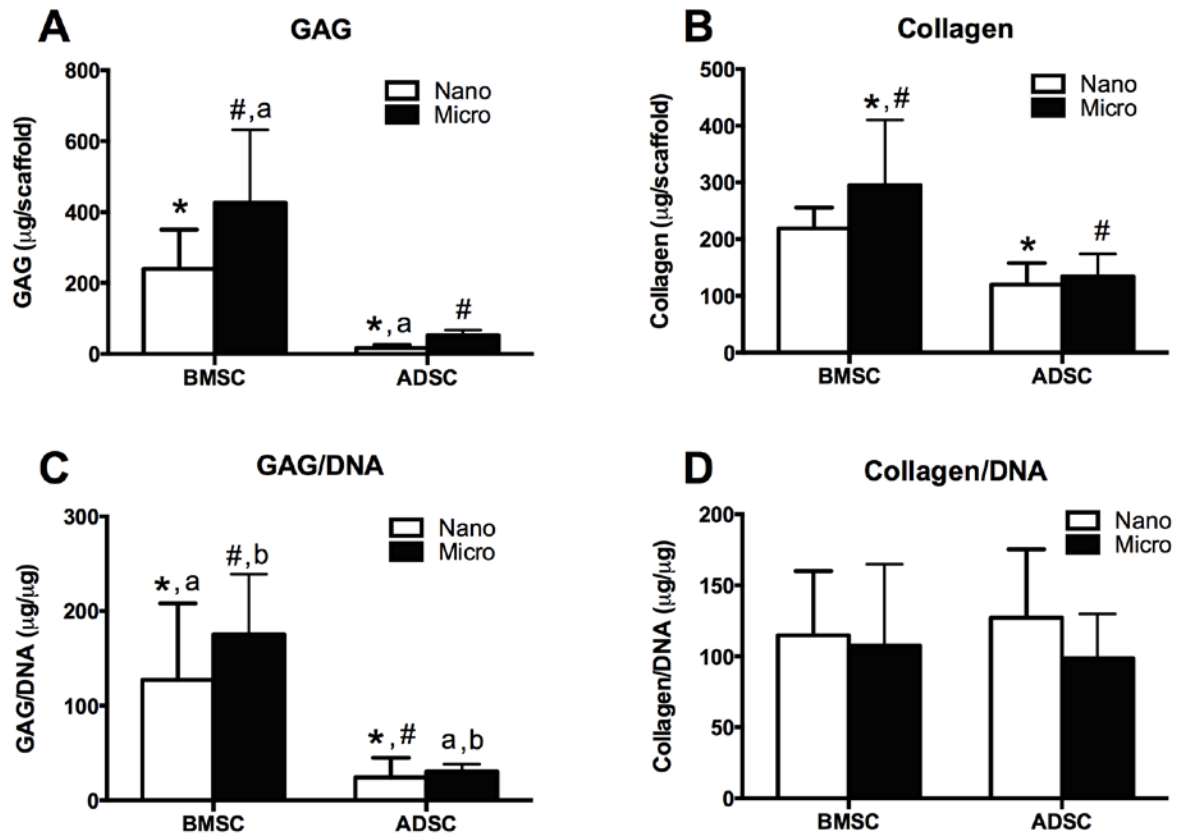 A
GAG
GAG (µg/scaffold)
800
600
400
200
0
Nano
Micro
*
#,a
*,a
#
BMSC
ADSC
B
Collagen
Collagen (µg/scaffold)
500
400
300
200
100
0
Nano
Micro
*,#
*
#
BMSC
ADSC
C
GAG/DNA
GAG/DNA (µg/µg)
300
200
100
0
Nano
Micro
*,a
#,b
*,#
a,b
BMSC
ADSC
D
Collagen/DNA
Collagen/DNA (µg/µg)
200
150
100
50
0
Nano
Micro
BMSC
ADSC